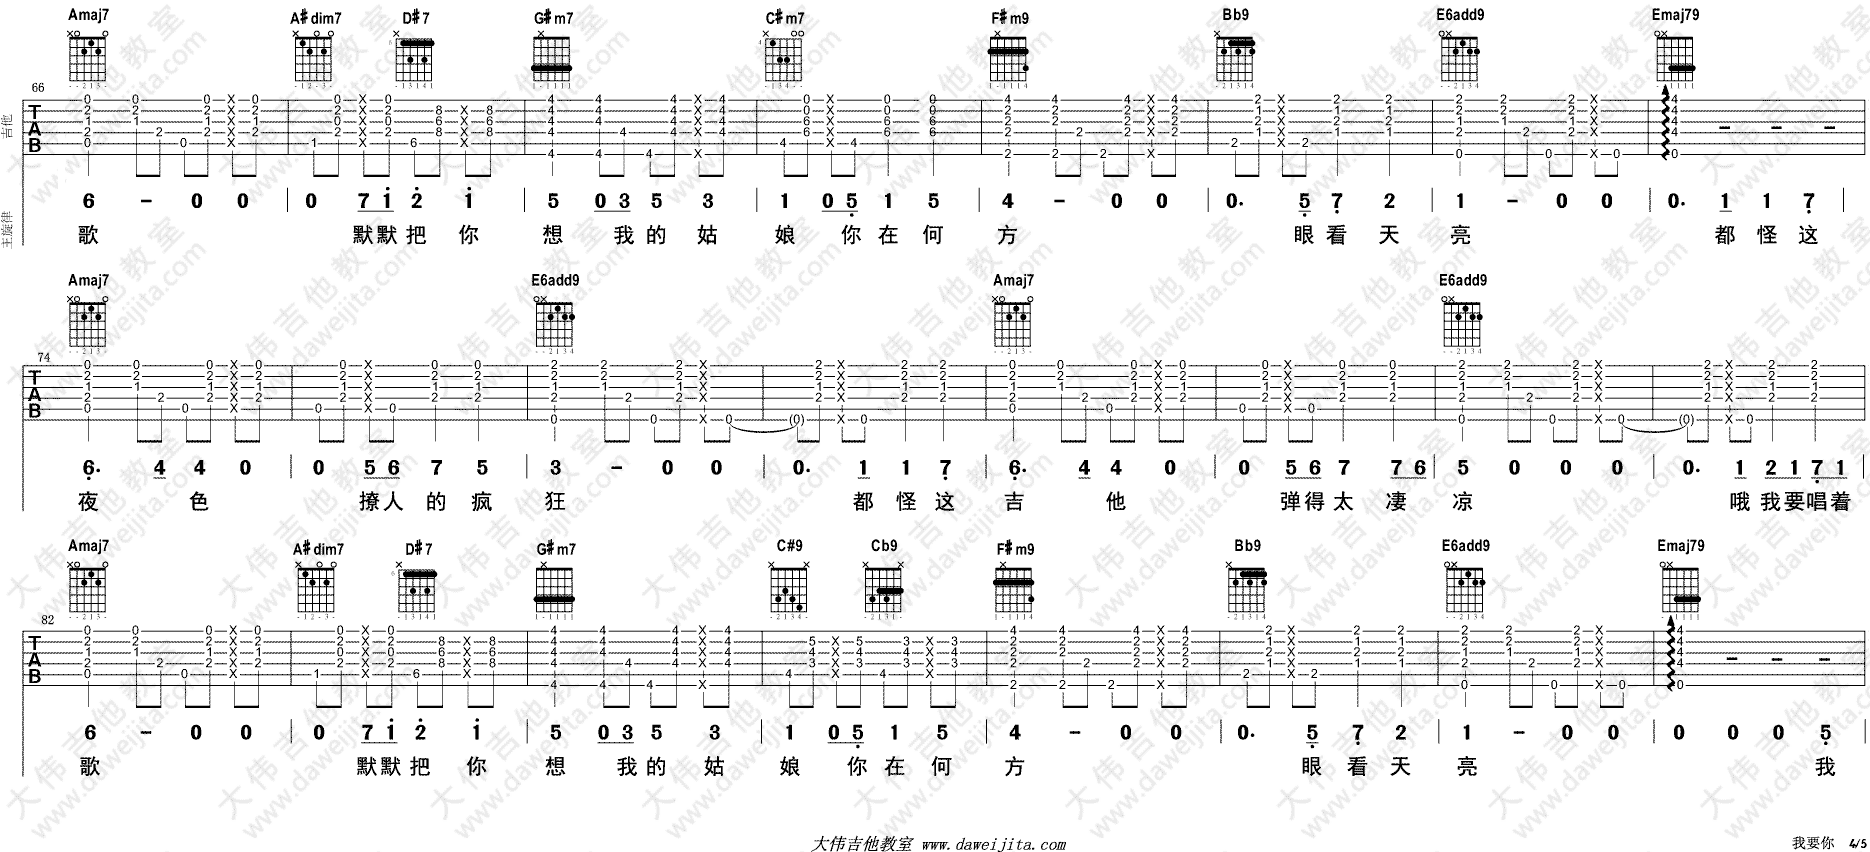 Amaj7 A#dim7 D#7 G#m7 C#m7 F#m9 Bb9 E6add9 Emaj79
66
吉他
T
A
B
主旋律
6 - 0 0 | 0 7 1 2 1 | 5 0 3 5 3 | 1 0 5 1 5 | 4 - 0 0 | 0. 5 7 2 | 1 - 0 0 | 0. 1 1 7 |
歌 默默把 你 想 我的 姑 娘 你在何 方 眼看天 亮 都怪这
Amaj7 E6add9 Amaj7 E6add9
74
T
A
B
6. 4 4 0 | 0 5 6 7 5 | 3 - 0 0 | 0. 1 1 7 | 6. 4 4 0 | 0 5 6 7 7 6 | 5 0 0 0 | 0. 1 2 1 7 1 |
夜 色 撩人的疯 狂 都怪这 吉 他 弹得太凄 凉 哦我要唱着
Amaj7 A#dim7 D#7 G#m7 C#9 Cb9 F#m9 Bb9 E6add9 Emaj79
82
T
A
B
6 - 0 0 | 0 7 1 2 1 | 5 0 3 5 3 | 1 0 5 1 5 | 4 - 0 0 | 0. 5 7 2 | 1 - 0 0 | 0 0 0 5 |
歌 默默把 你 想 我的 姑 娘 你在何 方 眼看天 亮 我
大伟吉他教室 www.daweijita.com
我要你 4/5